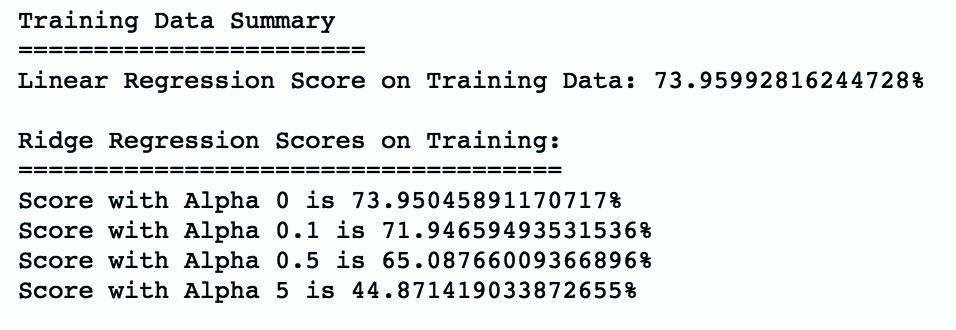 Training Data Summary
=======================
Linear Regression Score on Training Data: 73.95992816244728%
Ridge Regression Scores on Training:
====================================
Score with Alpha 0 is 73.95045891170717%
Score with Alpha 0.1 is 71.94659493531536%
Score with Alpha 0.5 is 65.08766009366896%
Score with Alpha 5 is 44.871419033872655%